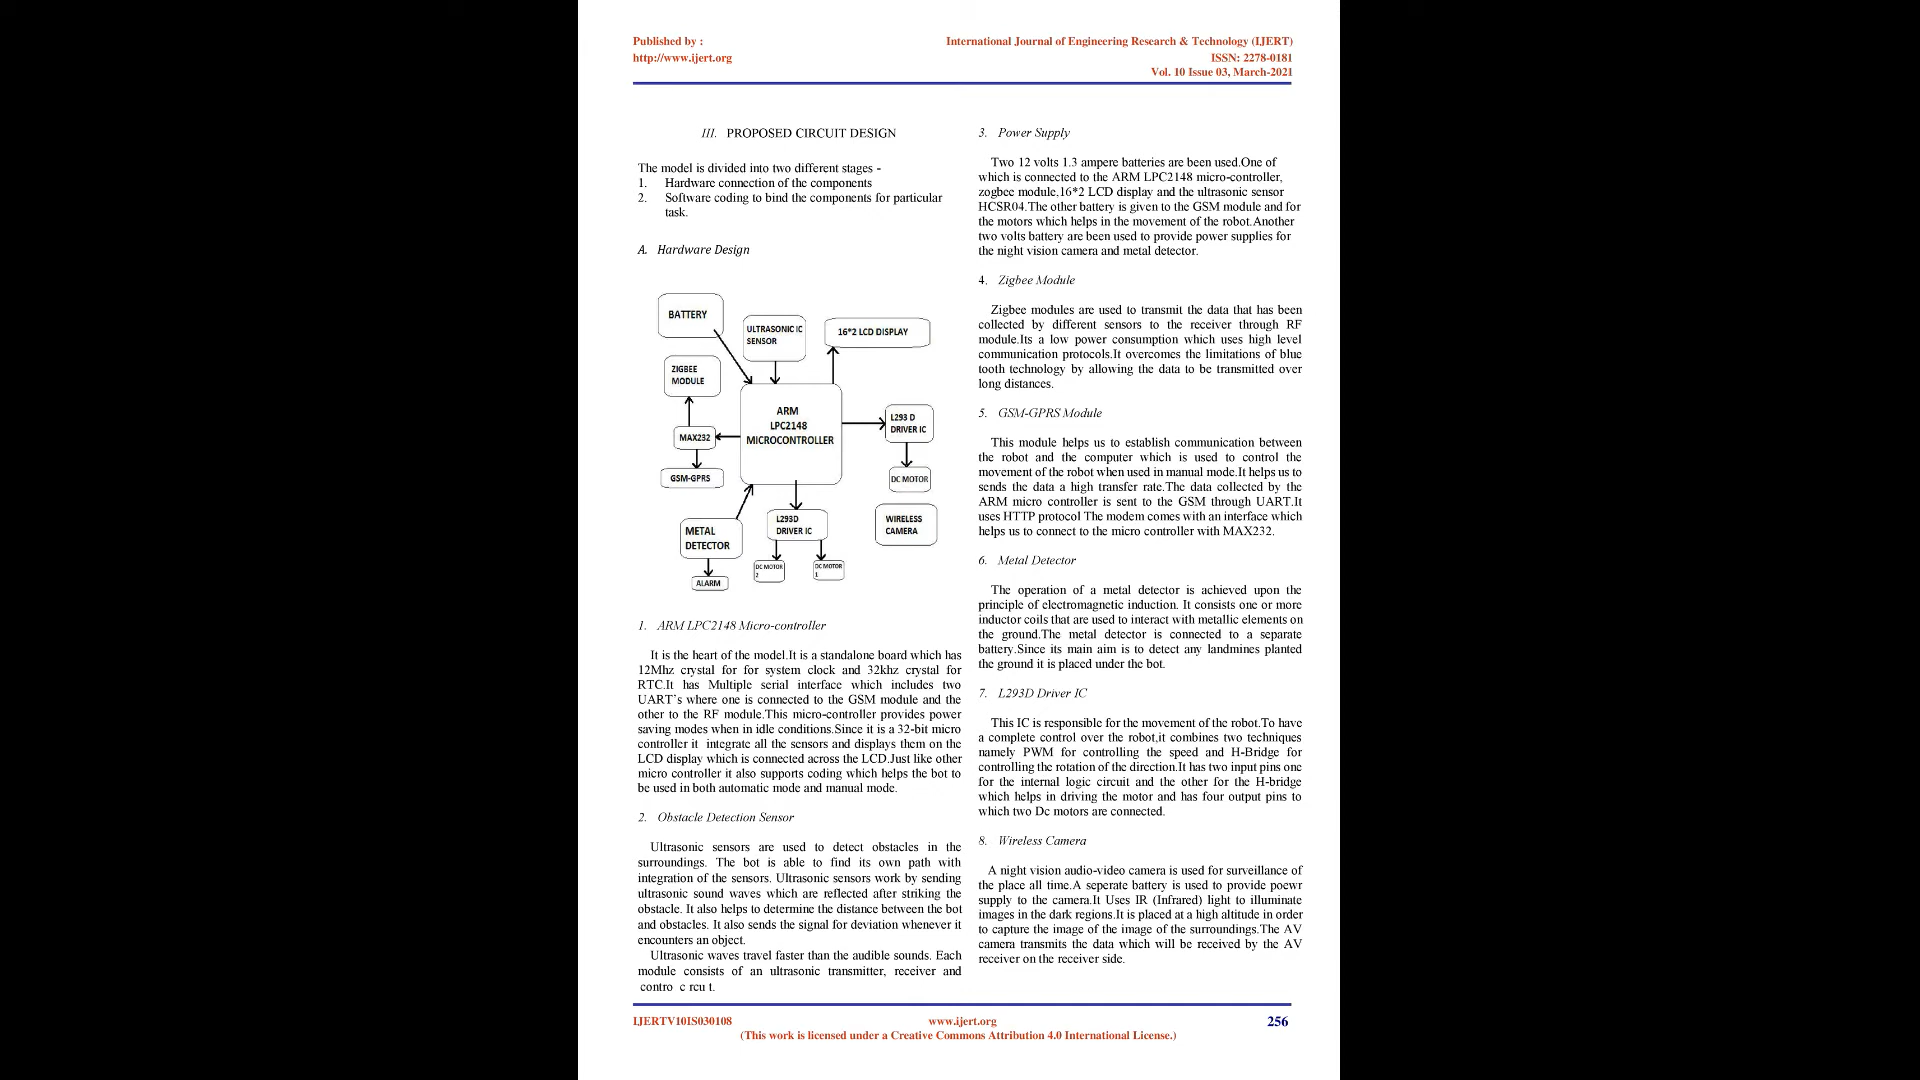 Published by :
http://www.ijert.org
International Journal of Engineering Research & Technology (IJERT)
ISSN: 2278-0181
Vol. 10 Issue 03, March-2021
III. PROPOSED CIRCUIT DESIGN
The model is divided into two different stages -
1. Hardware connection of the components
2. Software coding to bind the components for particular
task.
A. Hardware Design
BATTERY
ULTRASONIC IC
SENSOR
16*2 LCD DISPLAY
ZIGBEE
MODULE
ARM
LPC2148
MICROCONTROLLER
L293 D
DRIVER IC
MAX232
GSM-GPRS
DC MOTOR
METAL
DETECTOR
L293D
DRIVER IC
WIRELESS
CAMERA
DC MOTOR
2
DC MOTOR
1
ALARM
1. ARM LPC2148 Micro-controller
It is the heart of the model.It is a standalone board which has
12Mhz crystal for for system clock and 32khz crystal for
RTC.It has Multiple serial interface which includes two
UART's where one is connected to the GSM module and the
other to the RF module.This micro-controller provides power
saving modes when in idle conditions.Since it is a 32-bit micro
controller it integrate all the sensors and displays them on the
LCD display which is connected across the LCD.Just like other
micro controller it also supports coding which helps the bot to
be used in both automatic mode and manual mode.
2. Obstacle Detection Sensor
Ultrasonic sensors are used to detect obstacles in the
surroundings. The bot is able to find its own path with
integration of the sensors. Ultrasonic sensors work by sending
ultrasonic sound waves which are reflected after striking the
obstacle. It also helps to determine the distance between the bot
and obstacles. It also sends the signal for deviation whenever it
encounters an object.
Ultrasonic waves travel faster than the audible sounds. Each
module consists of an ultrasonic transmitter, receiver and
contro c rcu t.
3. Power Supply
Two 12 volts 1.3 ampere batteries are been used.One of
which is connected to the ARM LPC2148 micro-controller,
zogbee module,16*2 LCD display and the ultrasonic sensor
HCSR04.The other battery is given to the GSM module and for
the motors which helps in the movement of the robot.Another
two volts battery are been used to provide power supplies for
the night vision camera and metal detector.
4. Zigbee Module
Zigbee modules are used to transmit the data that has been
collected by different sensors to the receiver through RF
module.Its a low power consumption which uses high level
communication protocols.It overcomes the limitations of blue
tooth technology by allowing the data to be transmitted over
long distances.
5. GSM-GPRS Module
This module helps us to establish communication between
the robot and the computer which is used to control the
movement of the robot when used in manual mode.It helps us to
sends the data a high transfer rate.The data collected by the
ARM micro controller is sent to the GSM through UART.It
uses HTTP protocol The modem comes with an interface which
helps us to connect to the micro controller with MAX232.
6. Metal Detector
The operation of a metal detector is achieved upon the
principle of electromagnetic induction. It consists one or more
inductor coils that are used to interact with metallic elements on
the ground.The metal detector is connected to a separate
battery.Since its main aim is to detect any landmines planted
the ground it is placed under the bot.
7. L293D Driver IC
This IC is responsible for the movement of the robot.To have
a complete control over the robot,it combines two techniques
namely PWM for controlling the speed and H-Bridge for
controlling the rotation of the direction.It has two input pins one
for the internal logic circuit and the other for the H-bridge
which helps in driving the motor and has four output pins to
which two Dc motors are connected.
8. Wireless Camera
A night vision audio-video camera is used for surveillance of
the place all time.A seperate battery is used to provide poewr
supply to the camera.It Uses IR (Infrared) light to illuminate
images in the dark regions.It is placed at a high altitude in order
to capture the image of the image of the surroundings.The AV
camera transmits the data which will be received by the AV
receiver on the receiver side.
IJERTV10IS030108
www.ijert.org
256
(This work is licensed under a Creative Commons Attribution 4.0 International License.)